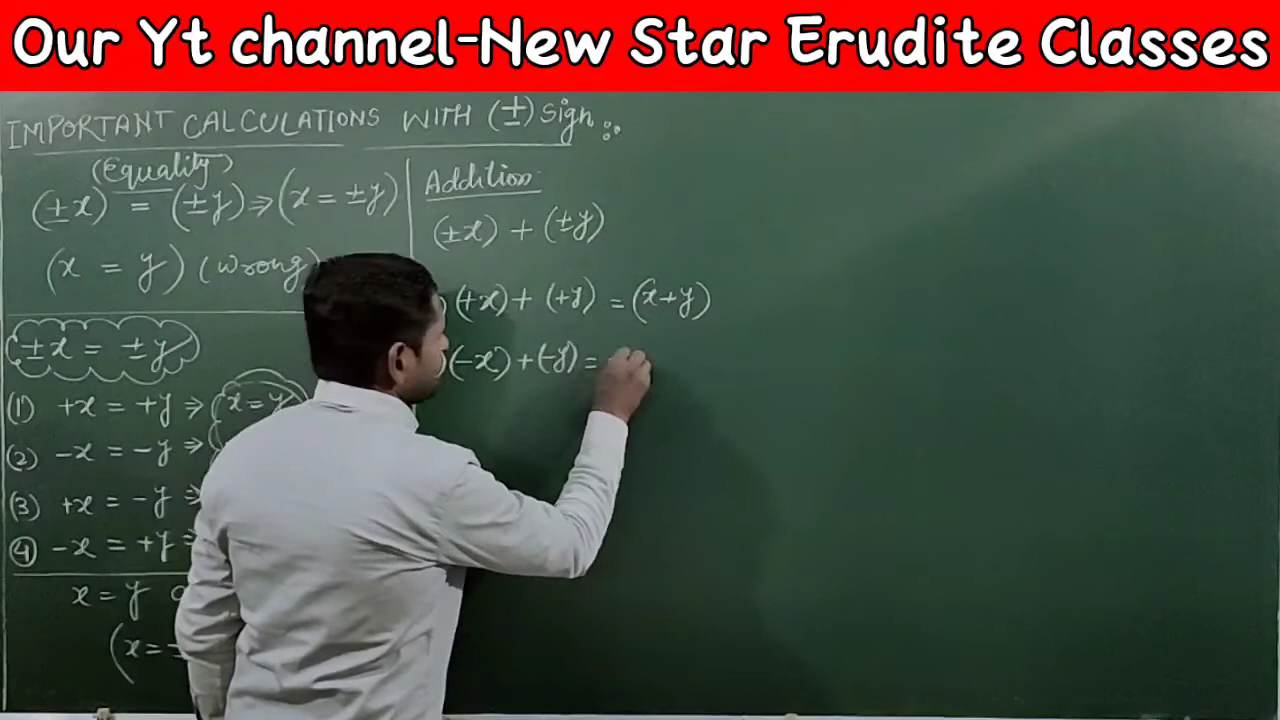 Our Yt channel-New Star Erudite Classes
IMPORTANT CALCULATIONS WITH (±) Sign
(Equality)
(±x) = (±y) ⇒ (x = ±y)
(x = y) (wrong)
±x = ±y
(1) +x = +y ⇒ x = y
(2) -x = -y ⇒
(3) +x = -y ⇒
(4) -x = +y ⇒
x = y
(x = ±
Addition
(±x) + (±y)
(+x) + (+y) = (x+y)
(-x) + (-y) =